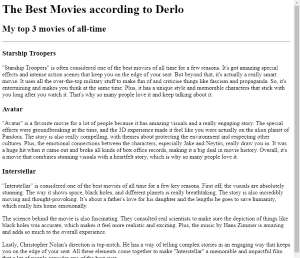 The Best Movies according to Derlo
My top 3 movies of all-time
Starship Troopers
"Starship Troopers" is often considered one of the best movies of all time for a few reasons. It's got amazing special
effects and intense action scenes that keep you on the edge of your seat. But beyond that, it's actually a really smart
movie. It uses all the over-the-top military stuff to make fun of and criticize things like fascism and propaganda. So, it's
entertaining and makes you think at the same time. Plus, it has a unique style and memorable characters that stick with
you long after you watch it. That's why so many people love it and keep talking about it.
Avatar
"Avatar" is a favorite movie for a lot of people because it has amazing visuals and a really engaging story. The special
effects were groundbreaking at the time, and the 3D experience made it feel like you were actually on the alien planet of
Pandora. The story is also really compelling, with themes about protecting the environment and respecting other
cultures. Plus, the emotional connections between the characters, especially Jake and Neytiri, really draw you in. It was
a huge hit when it came out and broke all kinds of box office records, making it a big deal in movie history. Overall, it's
a movie that combines stunning visuals with a heartfelt story, which is why so many people love it.
Interstellar
"Interstellar" is considered one of the best movies of all time for a few key reasons. First off, the visuals are absolutely
stunning. The way it shows space, black holes, and different planets is really breathtaking. The story is also incredibly
moving and thought-provoking. It's about a father's love for his daughter and the lengths he goes to save humanity,
which really hits home emotionally.
The science behind the movie is also fascinating. They consulted real scientists to make sure the depiction of things like
black holes was accurate, which makes it feel more realistic and exciting. Plus, the music by Hans Zimmer is amazing
and adds so much to the overall experience.
Lastly, Christopher Nolan's direction is top-notch. He has a way of telling complex stories in an engaging way that keeps
you on the edge of your seat. All these elements come together to make "Interstellar" a memorable and impactful film